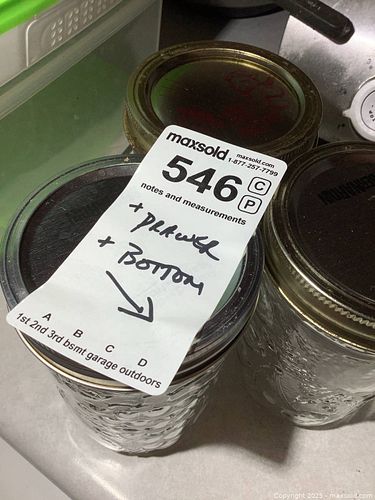 maxsold
maxsold.com
1-877-257-7799
546 C
P
notes and measurements
+ DRAWER
+ BOTTOM
A B C D
1st 2nd 3rd bsmt garage outdoors
Copyright 2025 - maxsold.com